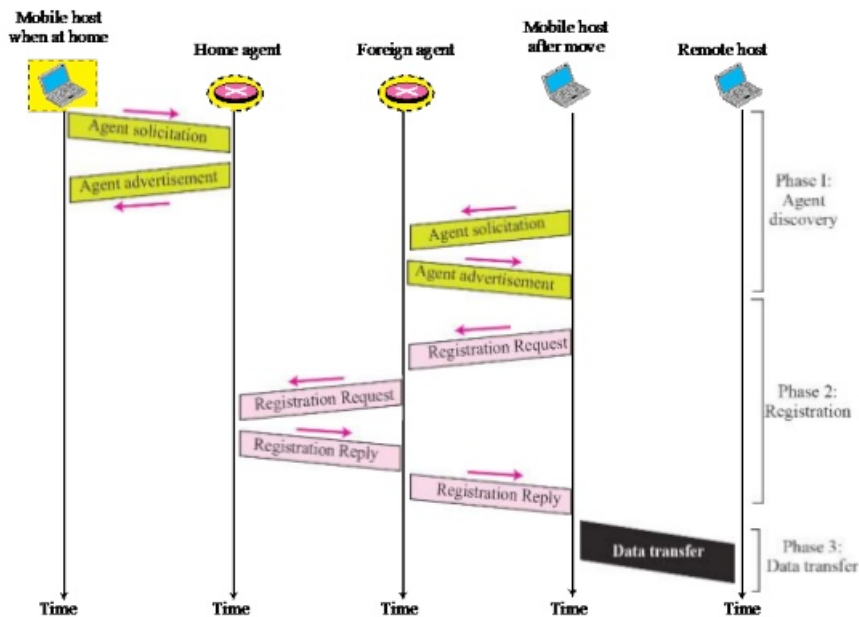 Mobile host
when at home
Home agent
Foreign agent
Mobile host
after move
Remote host
Agent solicitation
Agent advertisement
Agent solicitation
Agent advertisement
Phase 1:
Agent
discovery
Registration Request
Registration Request
Registration Reply
Registration Reply
Phase 2:
Registration
Data transfer
Phase 3:
Data transfer
Time
Time
Time
Time
Time